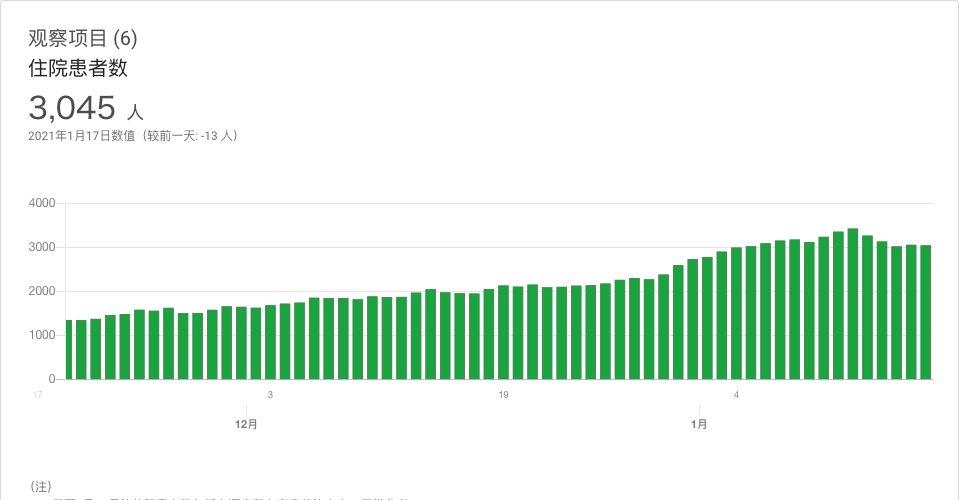 观察项目 (6)
住院患者数
3,045 人
2021年1月17日数值（较前一天: -13 人）
4000
3000
2000
1000
0
17 3 19 4
12月 1月
(注)